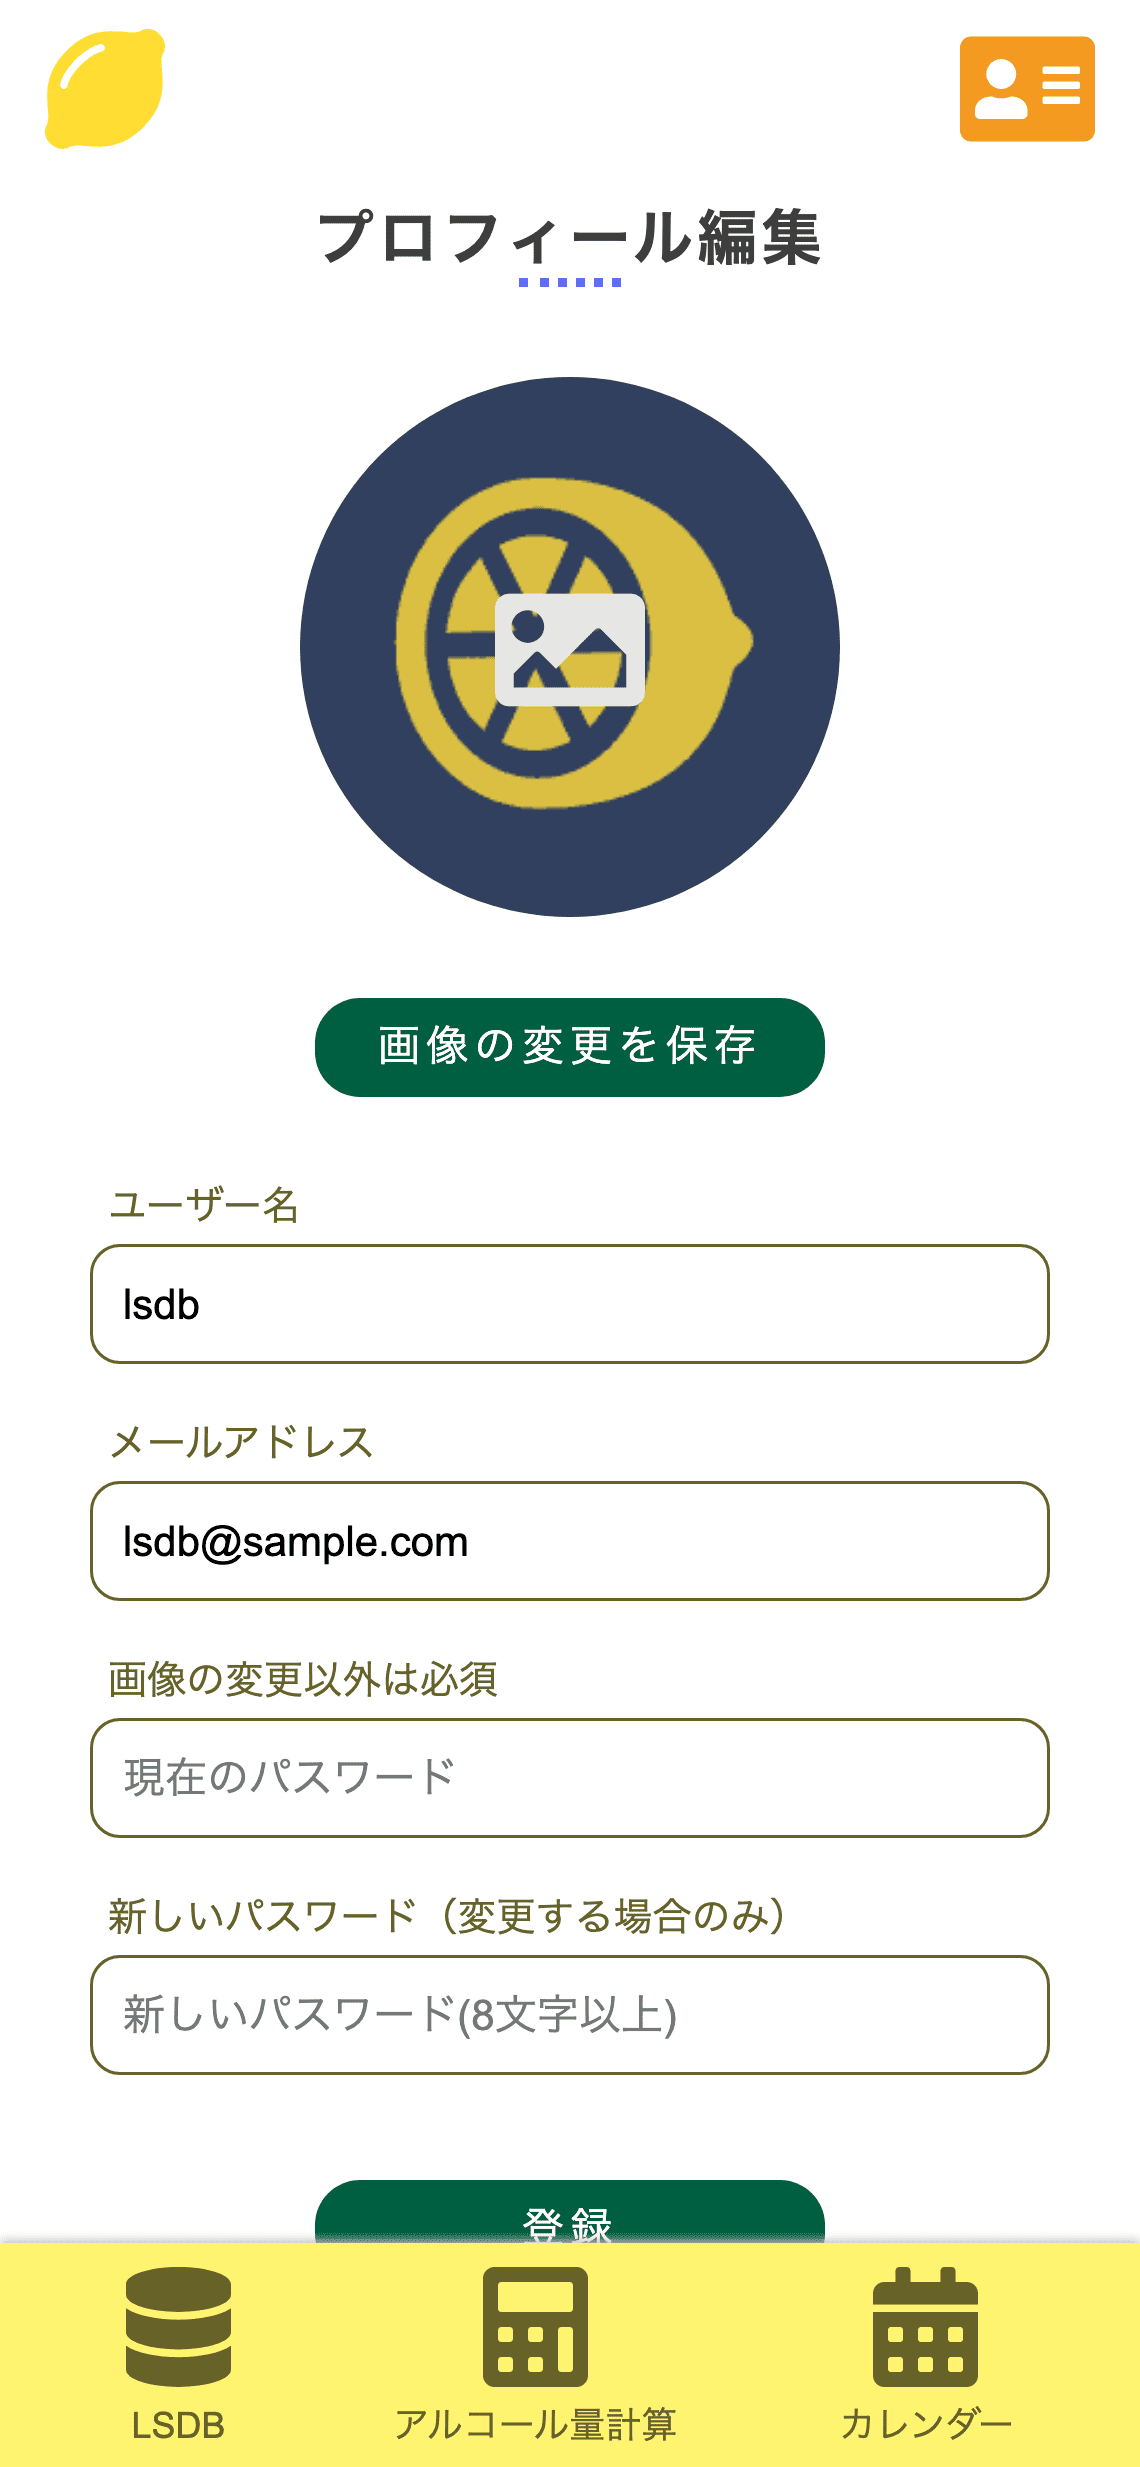 プロフィール編集
画像の変更を保存
ユーザー名
lsdb
メールアドレス
lsdb@sample.com
画像の変更以外は必須
現在のパスワード
新しいパスワード（変更する場合のみ）
新しいパスワード(8文字以上)
登録
LSDB
アルコール量計算
カレンダー